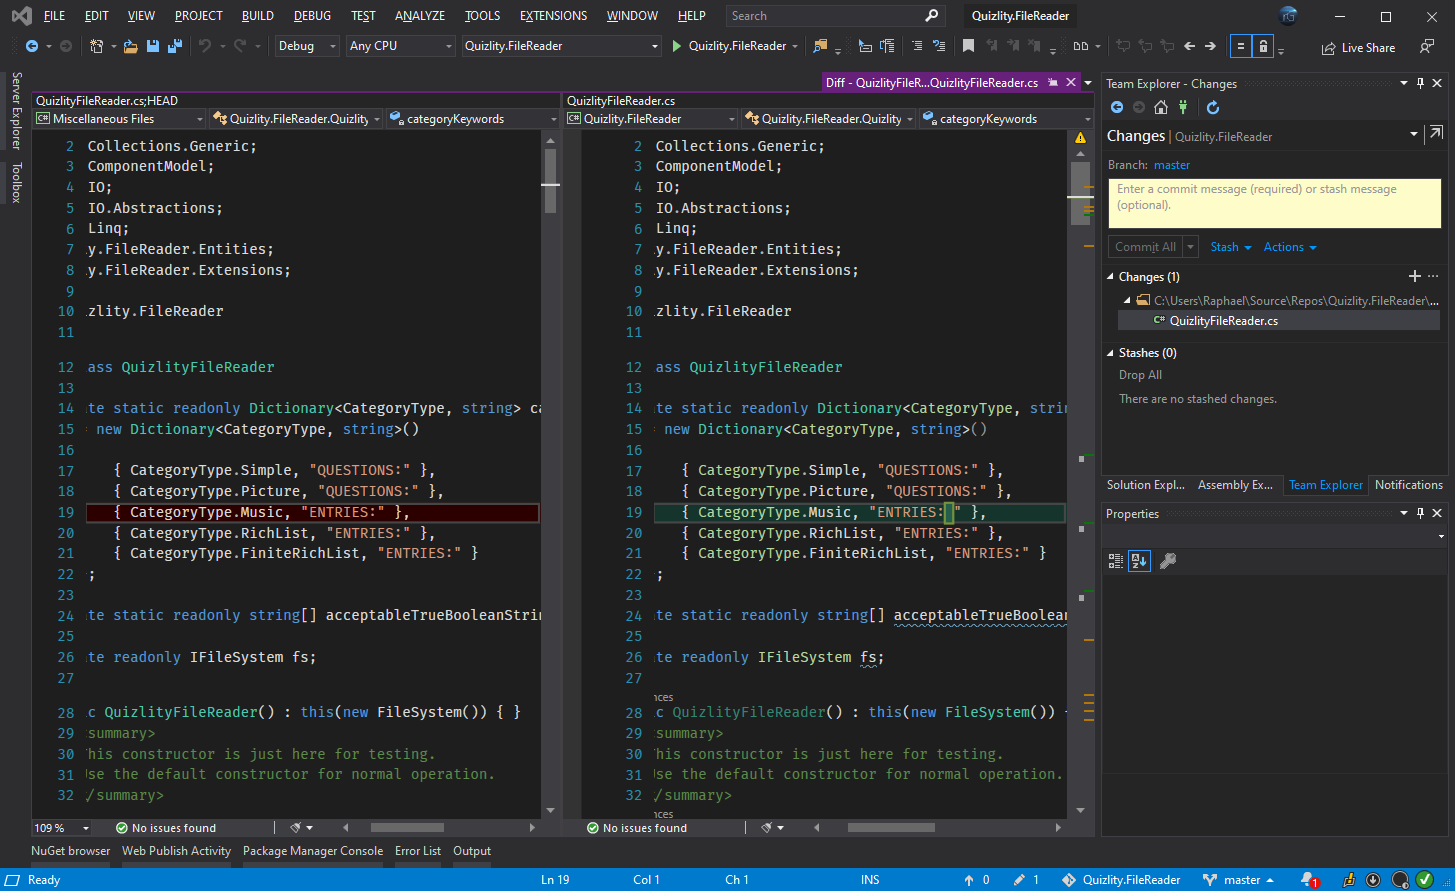 FILE EDIT VIEW PROJECT BUILD DEBUG TEST ANALYZE TOOLS EXTENSIONS WINDOW HELP Search Quizlity.FileReader
Debug Any CPU Quizlity.FileReader Quizlity.FileReader Live Share
Server Explorer
Toolbox
Diff - QuizlityFileR...QuizlityFileReader.cs
QuizlityFileReader.cs;HEAD
Miscellaneous Files Quizlity.FileReader.Quizlity categoryKeywords
2 Collections.Generic;
3 ComponentModel;
4 IO;
5 IO.Abstractions;
6 Linq;
7 y.FileReader.Entities;
8 y.FileReader.Extensions;
9
10 zlity.FileReader
11
12 ass QuizlityFileReader
13
14 te static readonly Dictionary<CategoryType, string> ca
15 new Dictionary<CategoryType, string>()
16
17 { CategoryType.Simple, "QUESTIONS:" },
18 { CategoryType.Picture, "QUESTIONS:" },
19 { CategoryType.Music, "ENTRIES:" },
20 { CategoryType.RichList, "ENTRIES:" },
21 { CategoryType.FiniteRichList, "ENTRIES:" }
22 ;
23
24 te static readonly string[] acceptableTrueBooleanStrin
25
26 te readonly IFileSystem fs;
27
28 c QuizlityFileReader() : this(new FileSystem()) { }
29 summary>
30 This constructor is just here for testing.
31 Use the default constructor for normal operation.
32 /summary>
109 % No issues found
QuizlityFileReader.cs
Quizlity.FileReader Quizlity.FileReader.Quizlity categoryKeywords
2 Collections.Generic;
3 ComponentModel;
4 IO;
5 IO.Abstractions;
6 Linq;
7 y.FileReader.Entities;
8 y.FileReader.Extensions;
9
10 zlity.FileReader
11
12 ass QuizlityFileReader
13
14 te static readonly Dictionary<CategoryType, strin
15 new Dictionary<CategoryType, string>()
16
17 { CategoryType.Simple, "QUESTIONS:" },
18 { CategoryType.Picture, "QUESTIONS:" },
19 { CategoryType.Music, "ENTRIES: " },
20 { CategoryType.RichList, "ENTRIES:" },
21 { CategoryType.FiniteRichList, "ENTRIES:" }
22 ;
23
24 te static readonly string[] acceptableTrueBoolean
25
26 te readonly IFileSystem fs;
27
nces
28 c QuizlityFileReader() : this(new FileSystem()) {
29 summary>
30 This constructor is just here for testing.
31 Use the default constructor for normal operation.
32 /summary>
nces
No issues found
Team Explorer - Changes
Changes | Quizlity.FileReader
Branch: master
Enter a commit message (required) or stash message
(optional).
Commit All Stash Actions
Changes (1)
C:\Users\Raphael\Source\Repos\Quizlity.FileReader\...
C# QuizlityFileReader.cs
Stashes (0)
Drop All
There are no stashed changes.
Solution Expl... Assembly Ex... Team Explorer Notifications
Properties
NuGet browser Web Publish Activity Package Manager Console Error List Output
Ready Ln 19 Col 1 Ch 1 INS 0 1 Quizlity.FileReader master 1